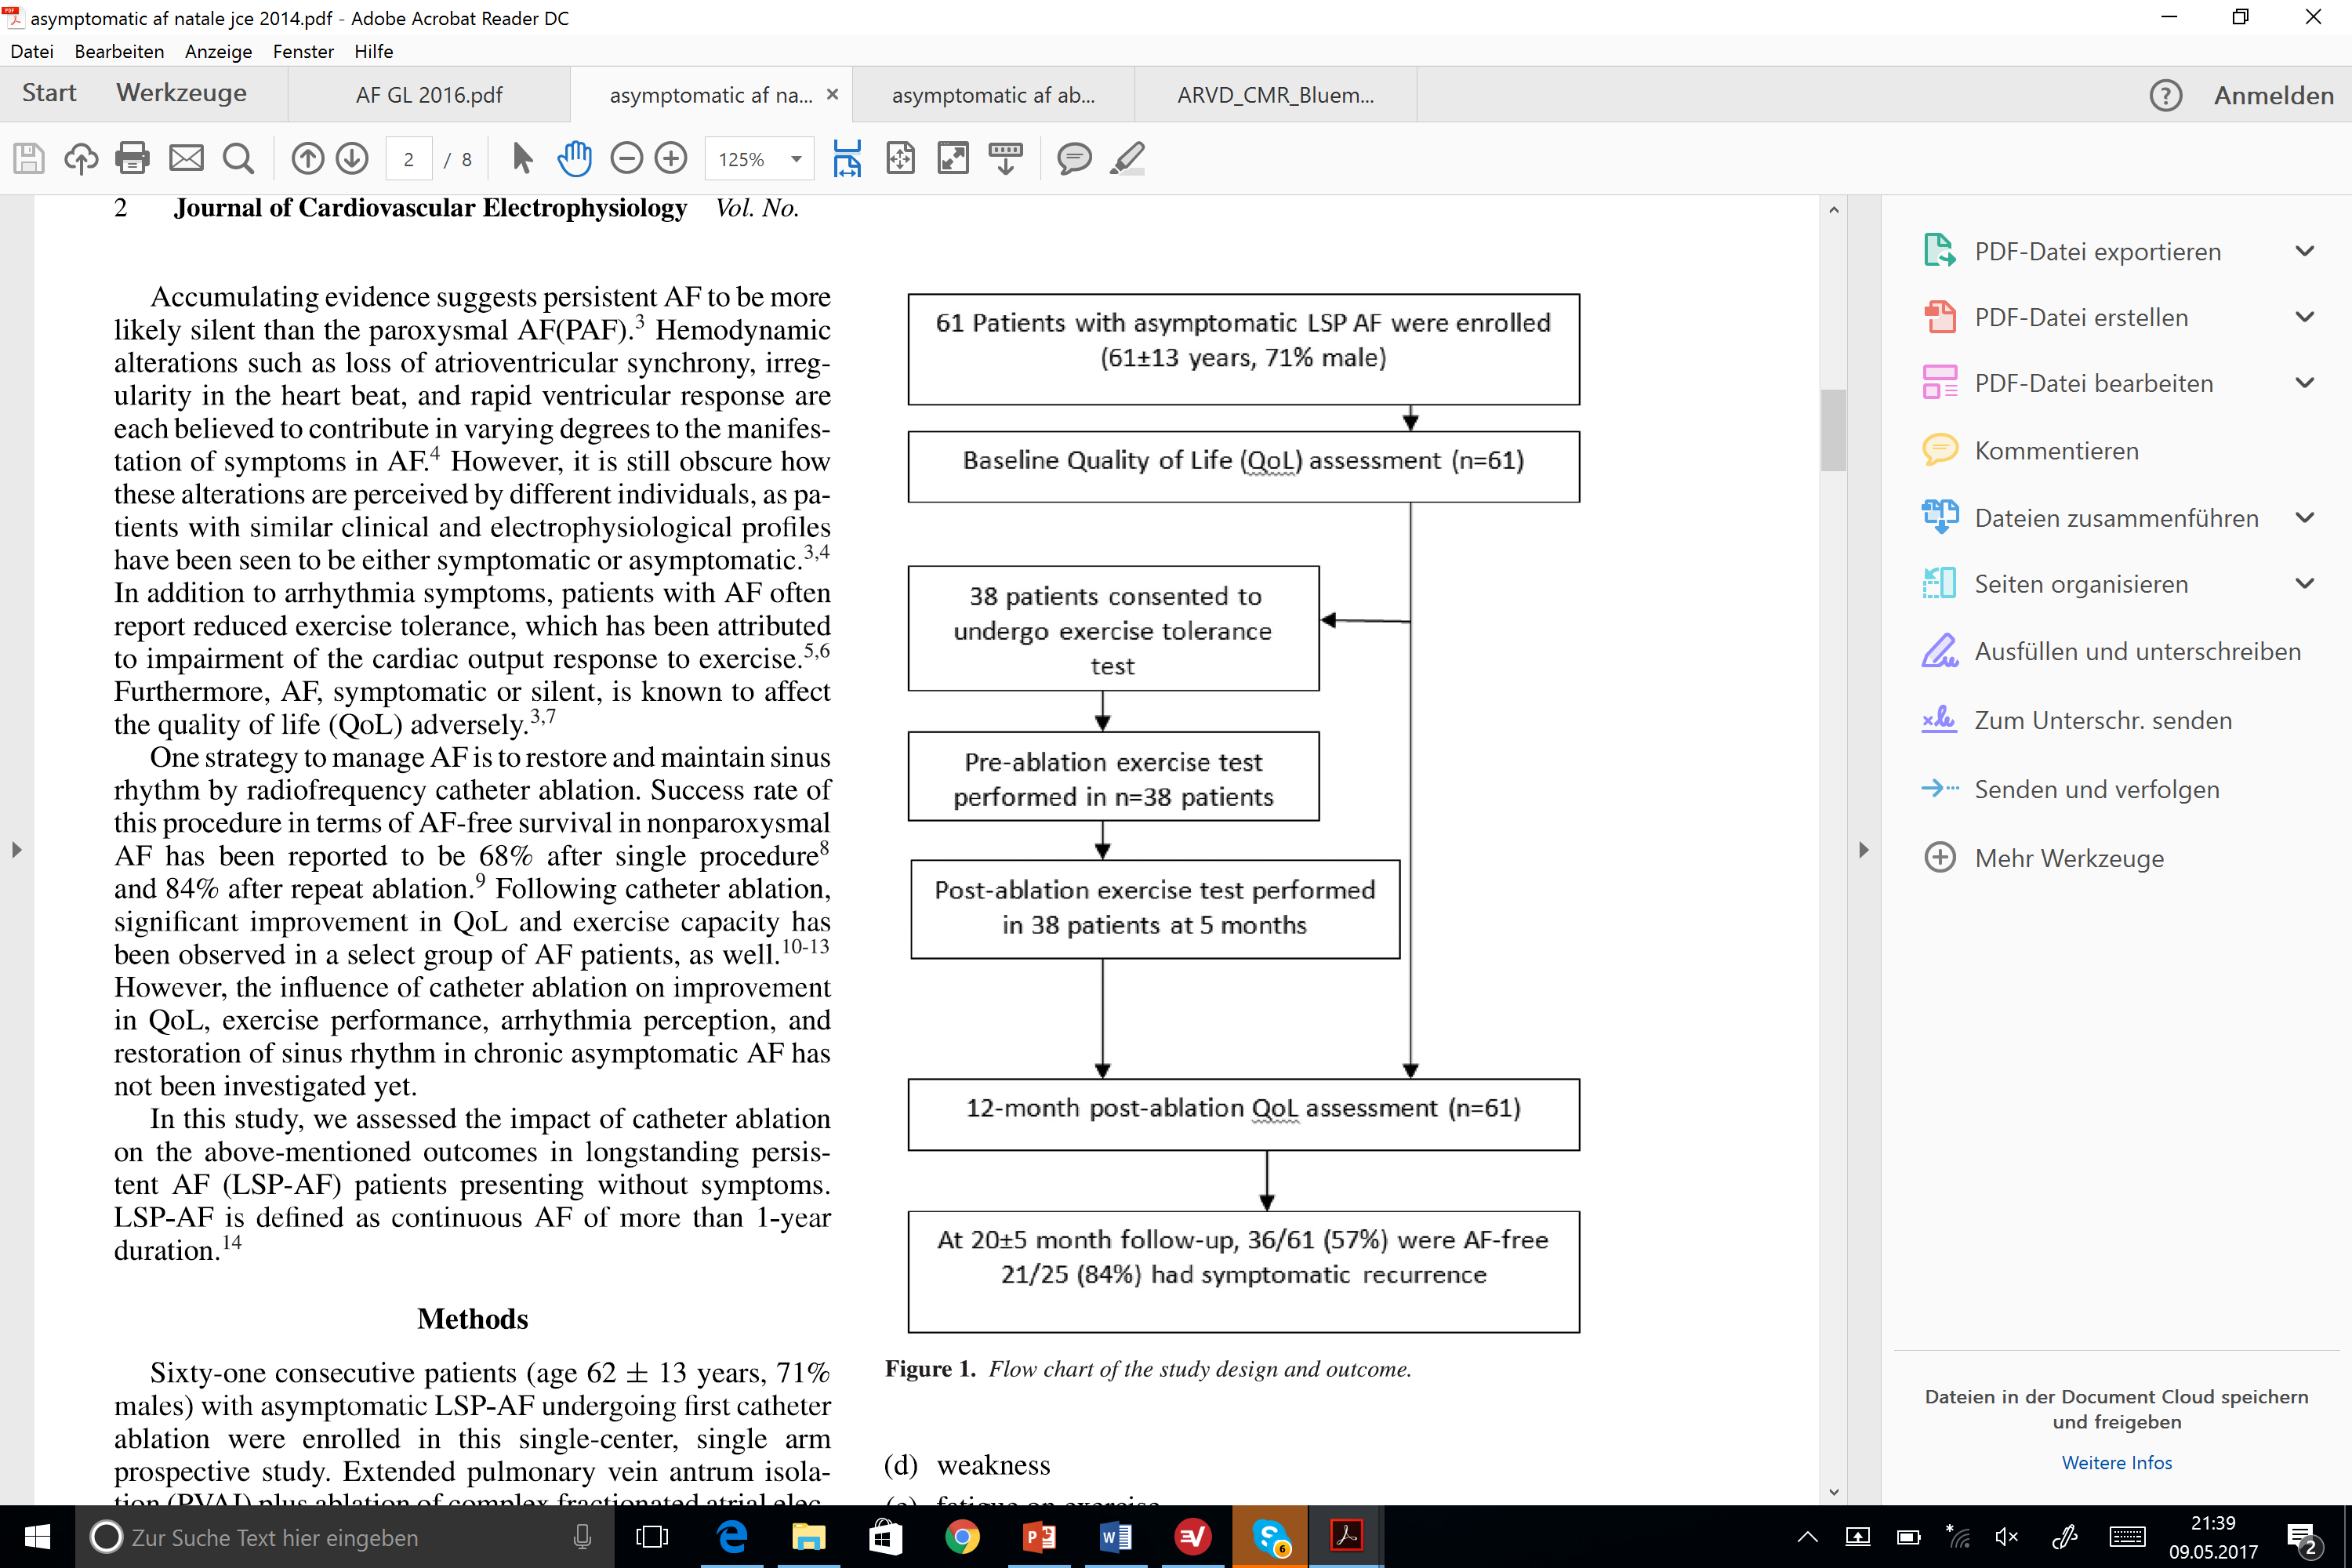 asymptomatic af natale jce 2014.pdf - Adobe Acrobat Reader DC
Datei Bearbeiten Anzeige Fenster Hilfe
Start Werkzeuge AF GL 2016.pdf asymptomatic af na... asymptomatic af ab... ARVD_CMR_Bluem... Anmelden
2 / 8 125%
2 Journal of Cardiovascular Electrophysiology Vol. No.
Accumulating evidence suggests persistent AF to be more
likely silent than the paroxysmal AF(PAF).3 Hemodynamic
alterations such as loss of atrioventricular synchrony, irreg-
ularity in the heart beat, and rapid ventricular response are
each believed to contribute in varying degrees to the manifes-
tation of symptoms in AF.4 However, it is still obscure how
these alterations are perceived by different individuals, as pa-
tients with similar clinical and electrophysiological profiles
have been seen to be either symptomatic or asymptomatic.3,4
In addition to arrhythmia symptoms, patients with AF often
report reduced exercise tolerance, which has been attributed
to impairment of the cardiac output response to exercise.5,6
Furthermore, AF, symptomatic or silent, is known to affect
the quality of life (QoL) adversely.3,7
One strategy to manage AF is to restore and maintain sinus
rhythm by radiofrequency catheter ablation. Success rate of
this procedure in terms of AF-free survival in nonparoxysmal
AF has been reported to be 68% after single procedure8
and 84% after repeat ablation.9 Following catheter ablation,
significant improvement in QoL and exercise capacity has
been observed in a select group of AF patients, as well.10-13
However, the influence of catheter ablation on improvement
in QoL, exercise performance, arrhythmia perception, and
restoration of sinus rhythm in chronic asymptomatic AF has
not been investigated yet.
In this study, we assessed the impact of catheter ablation
on the above-mentioned outcomes in longstanding persis-
tent AF (LSP-AF) patients presenting without symptoms.
LSP-AF is defined as continuous AF of more than 1-year
duration.14
Methods
Sixty-one consecutive patients (age 62 ± 13 years, 71%
males) with asymptomatic LSP-AF undergoing first catheter
ablation were enrolled in this single-center, single arm
prospective study. Extended pulmonary vein antrum isola-
tion (PVAI) plus ablation of complex fractionated atrial elec-
61 Patients with asymptomatic LSP AF were enrolled
(61±13 years, 71% male)
Baseline Quality of Life (QoL) assessment (n=61)
38 patients consented to
undergo exercise tolerance
test
Pre-ablation exercise test
performed in n=38 patients
Post-ablation exercise test performed
in 38 patients at 5 months
12-month post-ablation QoL assessment (n=61)
At 20±5 month follow-up, 36/61 (57%) were AF-free
21/25 (84%) had symptomatic recurrence
Figure 1. Flow chart of the study design and outcome.
(d) weakness
(e) fatigue on exercise
PDF-Datei exportieren
PDF-Datei erstellen
PDF-Datei bearbeiten
Kommentieren
Dateien zusammenführen
Seiten organisieren
Ausfüllen und unterschreiben
Zum Unterschr. senden
Senden und verfolgen
Mehr Werkzeuge
Dateien in der Document Cloud speichern
und freigeben
Weitere Infos
Zur Suche Text hier eingeben
6
21:39
09.05.2017
2